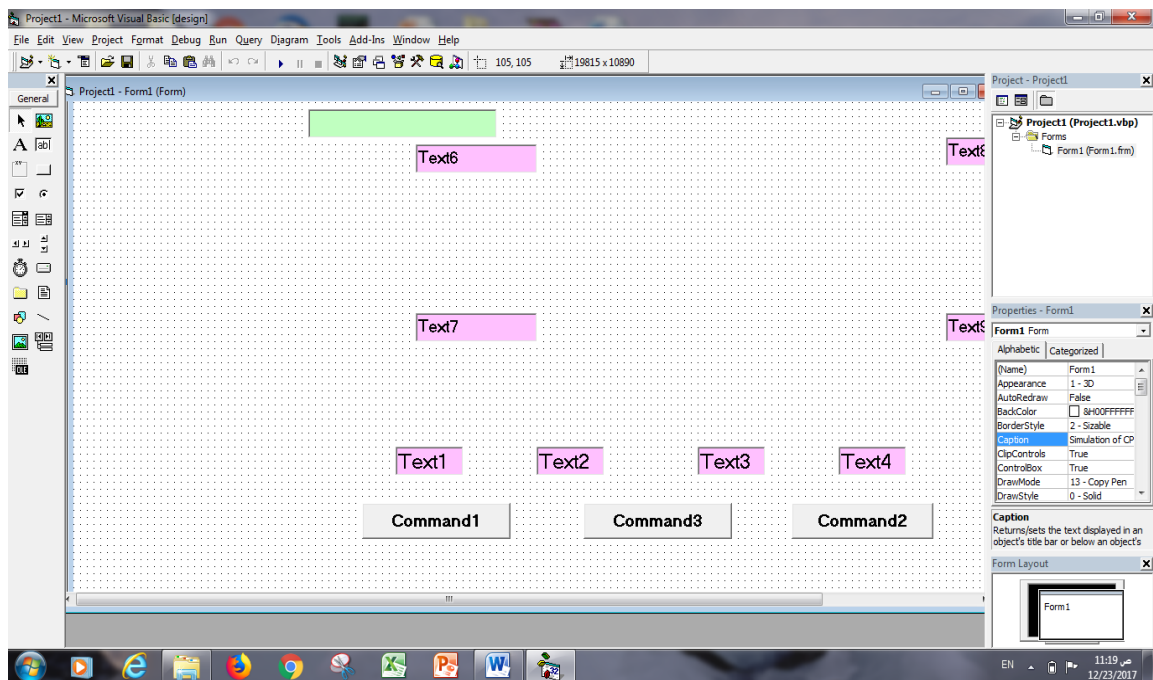 Project1 - Microsoft Visual Basic [design]
File Edit View Project Format Debug Run Query Diagram Tools Add-Ins Window Help
105, 105 19815 x 10890
General
Project1 - Form1 (Form)
Text6
Text8
Text7
Text9
Text1 Text2 Text3 Text4
Command1 Command3 Command2
Project - Project1
Project1 (Project1.vbp)
Forms
Form1 (Form1.frm)
Properties - Form1
Form1 Form
Alphabetic Categorized
(Name) Form1
Appearance 1 - 3D
AutoRedraw False
BackColor &H00FFFFFF
BorderStyle 2 - Sizable
Caption Simulation of CP
ClipControls True
ControlBox True
DrawMode 13 - Copy Pen
DrawStyle 0 - Solid
Caption
Returns/sets the text displayed in an
object's title bar or below an object's
Form Layout
Form1
EN
11:19 ص
12/23/2017